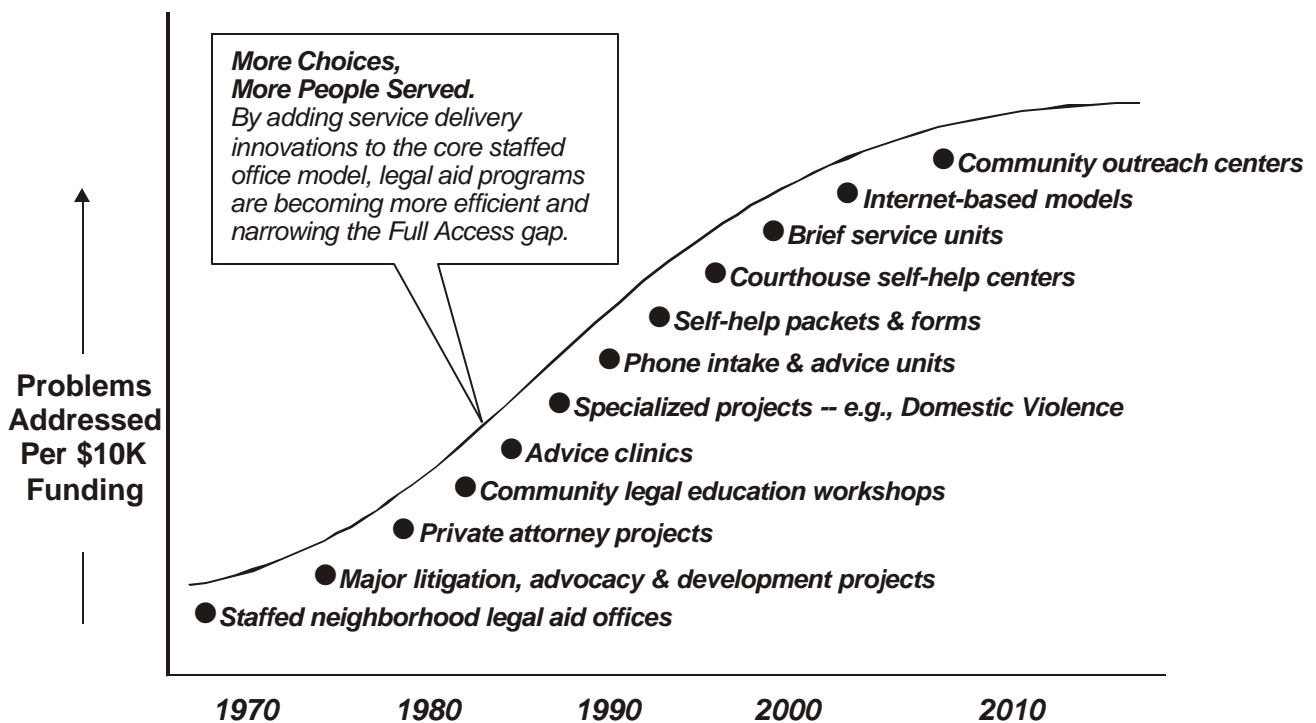 More Choices,
More People Served.
By adding service delivery
innovations to the core staffed
office model, legal aid programs
are becoming more efficient and
narrowing the Full Access gap.
Community outreach centers
Internet-based models
Brief service units
Courthouse self-help centers
Self-help packets & forms
Phone intake & advice units
Specialized projects -- e.g., Domestic Violence
Advice clinics
Community legal education workshops
Private attorney projects
Major litigation, advocacy & development projects
Staffed neighborhood legal aid offices
Problems
Addressed
Per $10K
Funding
1970 1980 1990 2000 2010